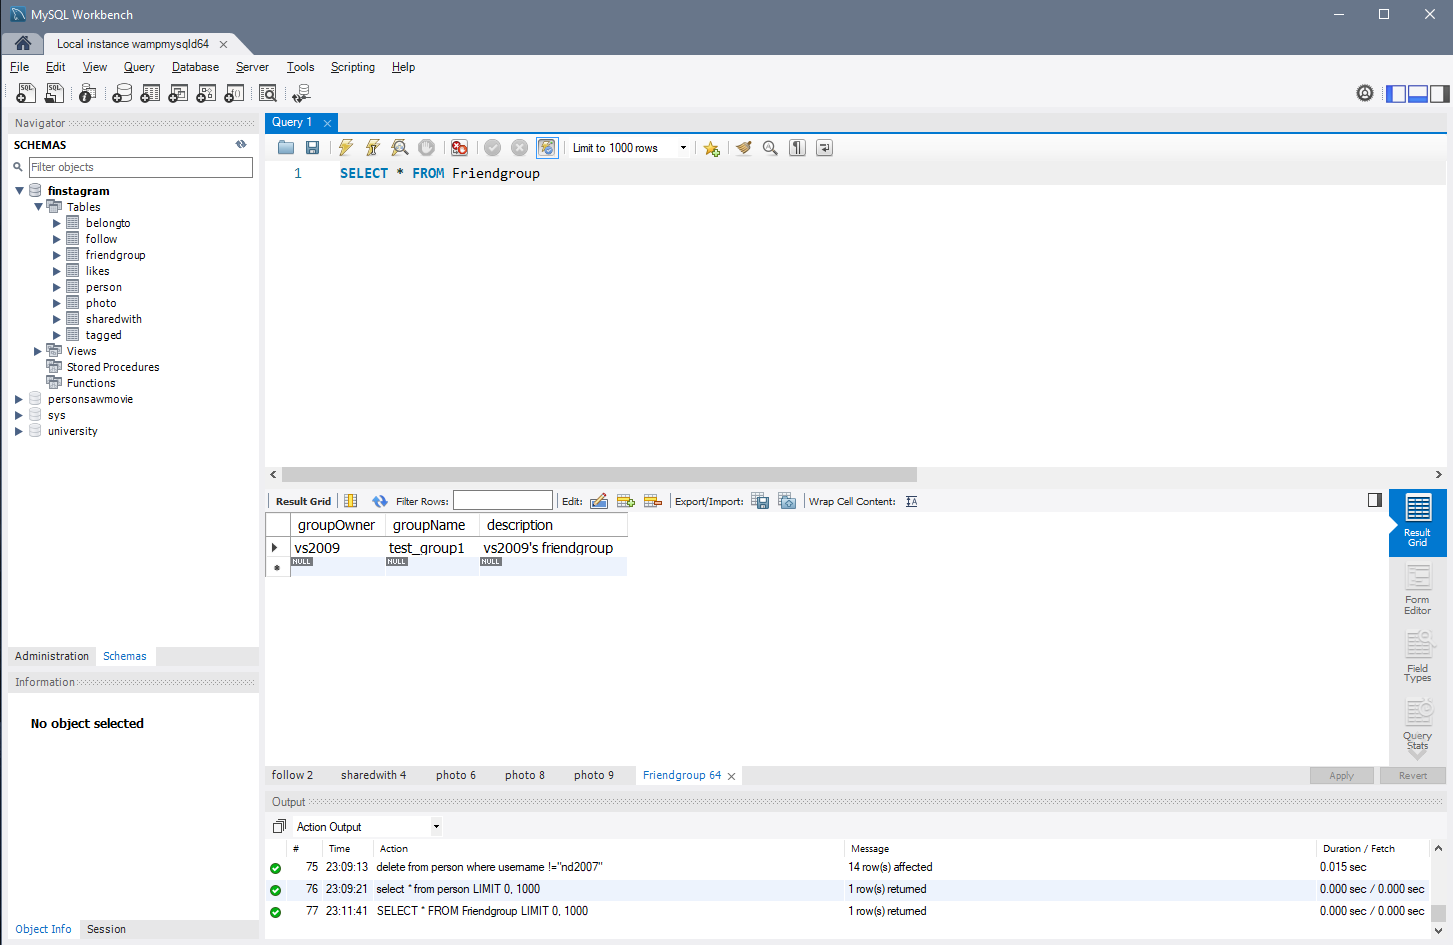 MySQL Workbench
Local instance wampmysqld64
File Edit View Query Database Server Tools Scripting Help
Navigator
SCHEMAS
Filter objects
finstagram
Tables
belongto
follow
friendgroup
likes
person
photo
sharedwith
tagged
Views
Stored Procedures
Functions
personsawmovie
sys
university
Administration Schemas
Information
No object selected
Object Info Session
Query 1
Limit to 1000 rows
1 SELECT * FROM Friendgroup
Result Grid Filter Rows: Edit: Export/Import: Wrap Cell Content:
groupOwner groupName description
vs2009 test_group1 vs2009's friendgroup
NULL NULL NULL
Result
Grid
Form
Editor
Field
Types
Query
Stats
follow 2 sharedwith 4 photo 6 photo 8 photo 9 Friendgroup 64 Apply Revert
Output
Action Output
# Time Action Message Duration / Fetch
75 23:09:13 delete from person where username !="nd2007" 14 row(s) affected 0.015 sec
76 23:09:21 select * from person LIMIT 0, 1000 1 row(s) returned 0.000 sec / 0.000 sec
77 23:11:41 SELECT * FROM Friendgroup LIMIT 0, 1000 1 row(s) returned 0.000 sec / 0.000 sec